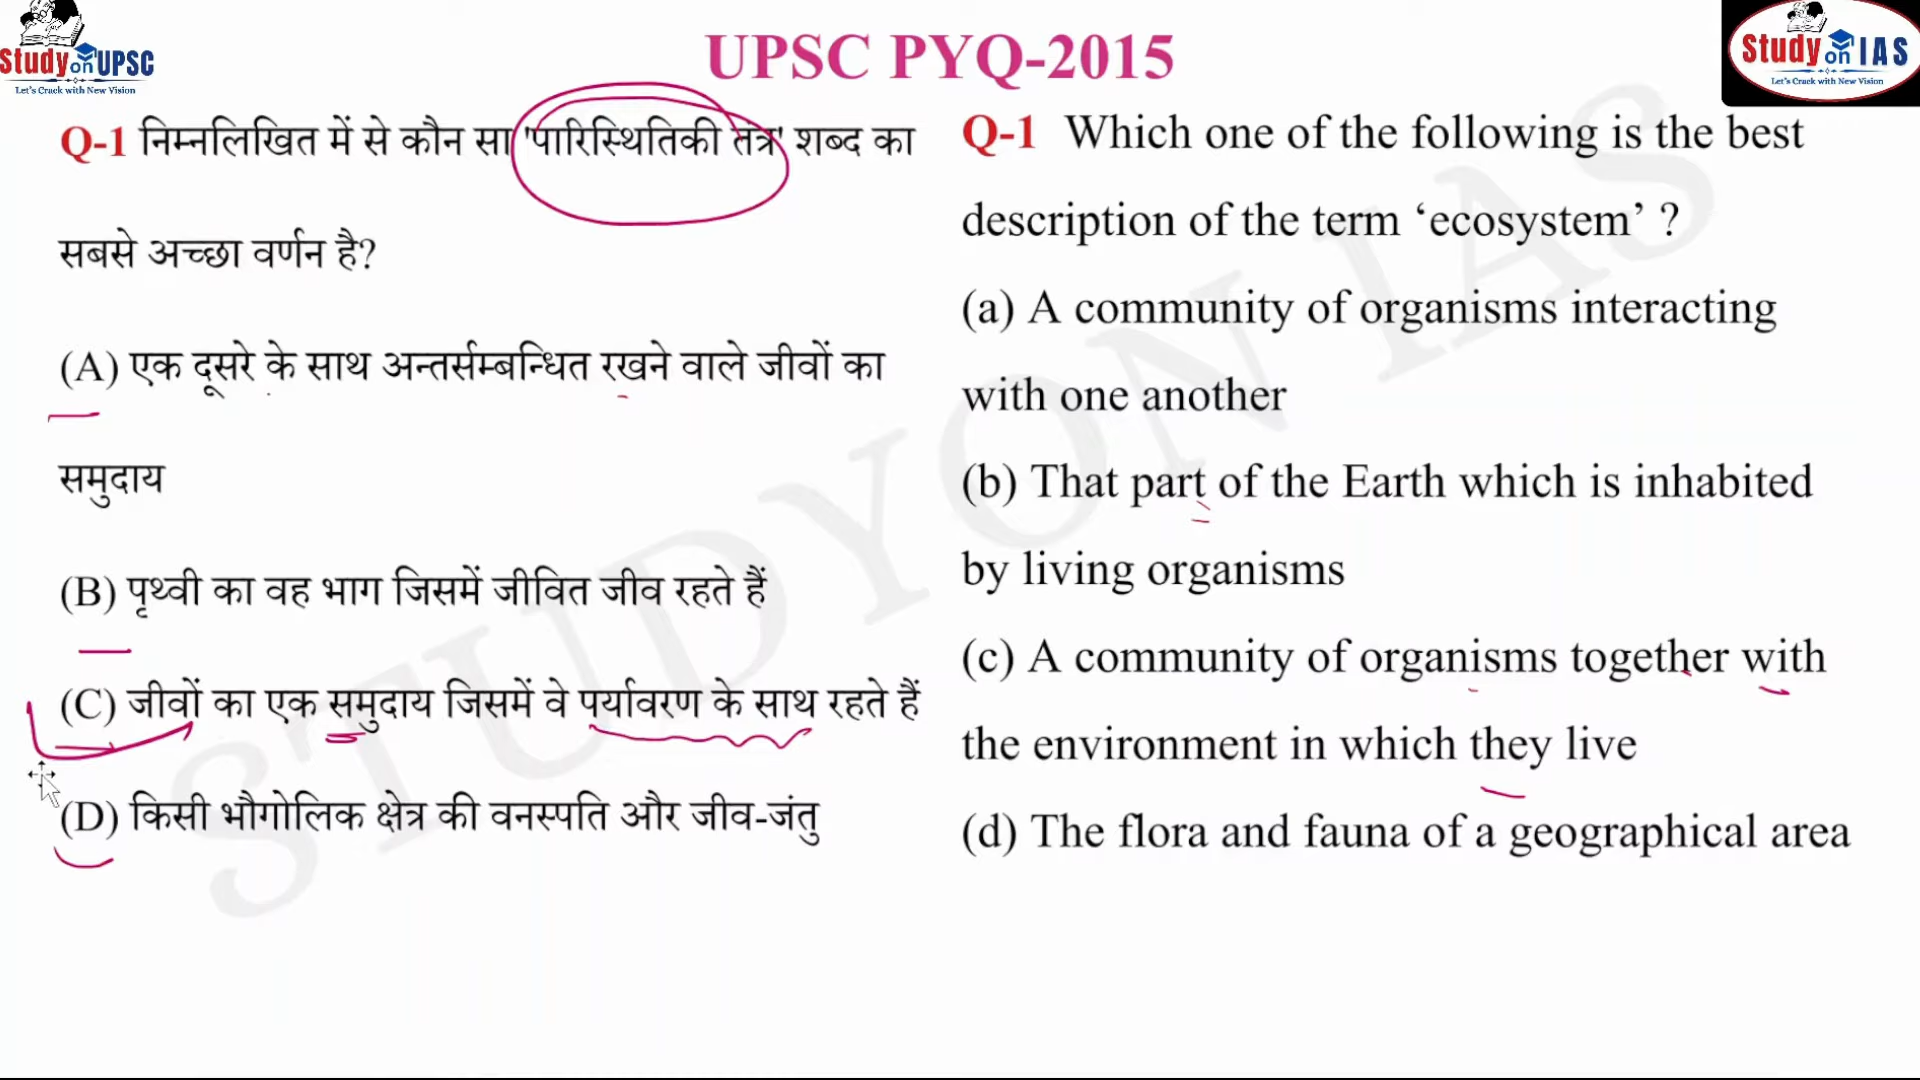 Study on UPSC
Let's Crack with New Vision
UPSC PYQ-2015
Study on IAS
Let's Crack with New Vision
Q-1 निम्नलिखित में से कौन सा 'पारिस्थितिकी तंत्र' शब्द का
सबसे अच्छा वर्णन है?
(A) एक दूसरे के साथ अन्तर्सम्बन्धित रखने वाले जीवों का
समुदाय
(B) पृथ्वी का वह भाग जिसमें जीवित जीव रहते हैं
(C) जीवों का एक समुदाय जिसमें वे पर्यावरण के साथ रहते हैं
(D) किसी भौगोलिक क्षेत्र की वनस्पति और जीव-जंतु
Q-1 Which one of the following is the best
description of the term ‘ecosystem’ ?
(a) A community of organisms interacting
with one another
(b) That part of the Earth which is inhabited
by living organisms
(c) A community of organisms together with
the environment in which they live
(d) The flora and fauna of a geographical area
STUDY ON IAS